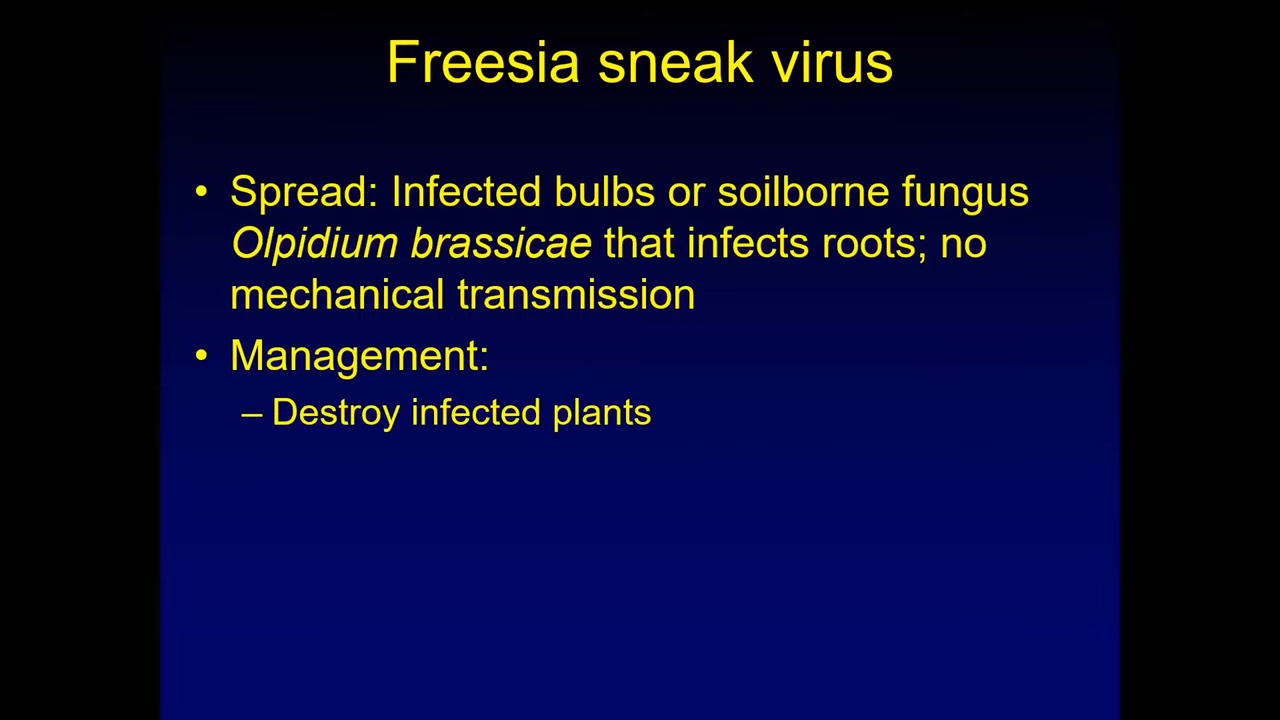 Freesia sneak virus
• Spread: Infected bulbs or soilborne fungus
Olpidium brassicae that infects roots; no
mechanical transmission
• Management:
– Destroy infected plants